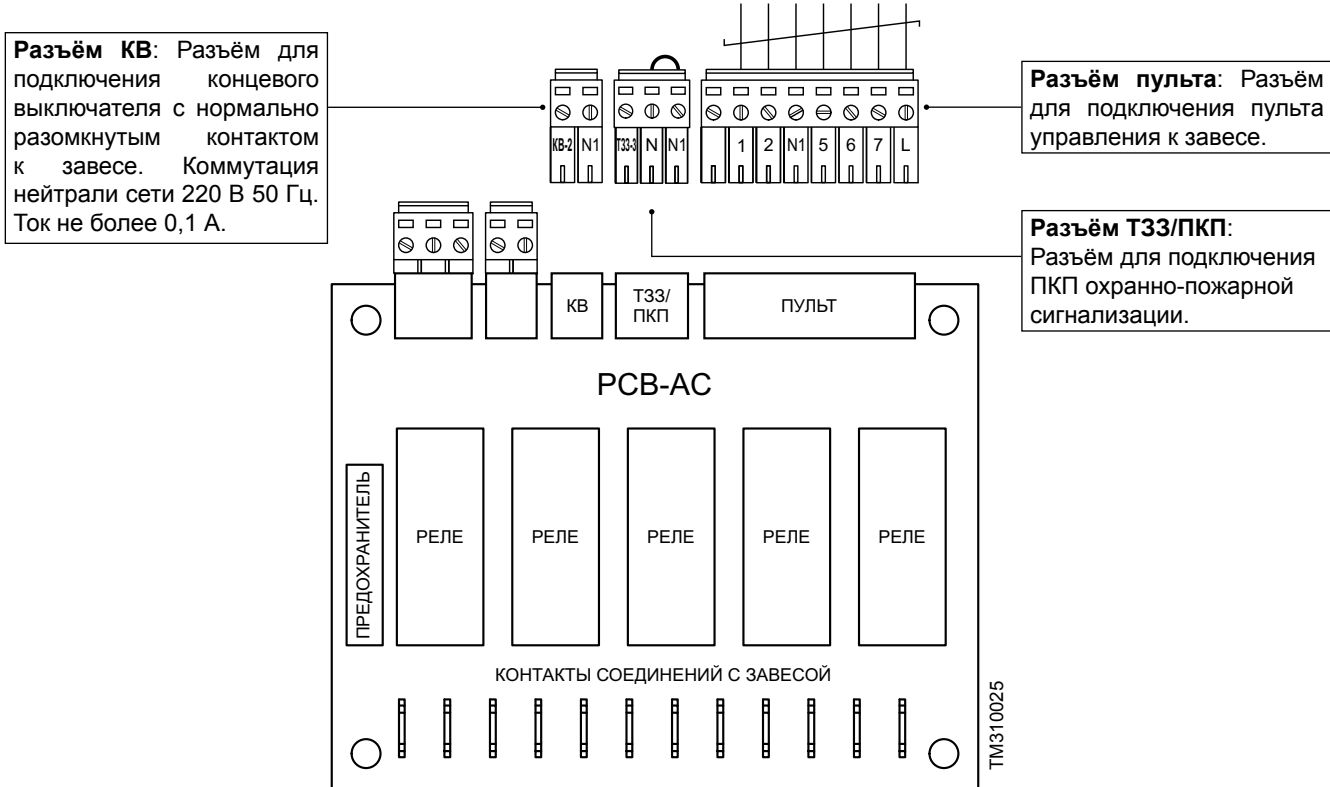 Разъём КВ: Разъём для
подключения концевого
выключателя с нормально
разомкнутым контактом
к завесе. Коммутация
нейтрали сети 220 В 50 Гц.
Ток не более 0,1 А.
КВ-2 N1
ТЗЗ-3 N N1
1 2 N1 5 6 7 L
Разъём пульта: Разъём
для подключения пульта
управления к завесе.
Разъём ТЗЗ/ПКП:
Разъём для подключения
ПКП охранно-пожарной
сигнализации.
КВ
ТЗЗ/
ПКП
ПУЛЬТ
PCB-AC
ПРЕДОХРАНИТЕЛЬ
РЕЛЕ РЕЛЕ РЕЛЕ РЕЛЕ РЕЛЕ
КОНТАКТЫ СОЕДИНЕНИЙ С ЗАВЕСОЙ
TM310025